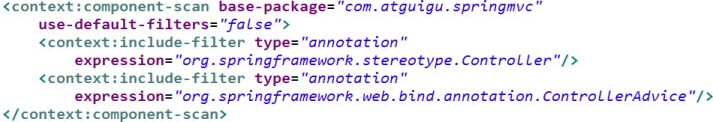 <context:component-scan base-package="com.atguigu.springmvc"
use-default-filters="false">
<context:include-filter type="annotation"
expression="org.springframework.stereotype.Controller"/>
<context:include-filter type="annotation"
expression="org.springframework.web.bind.annotation.ControllerAdvice"/>
</context:component-scan>